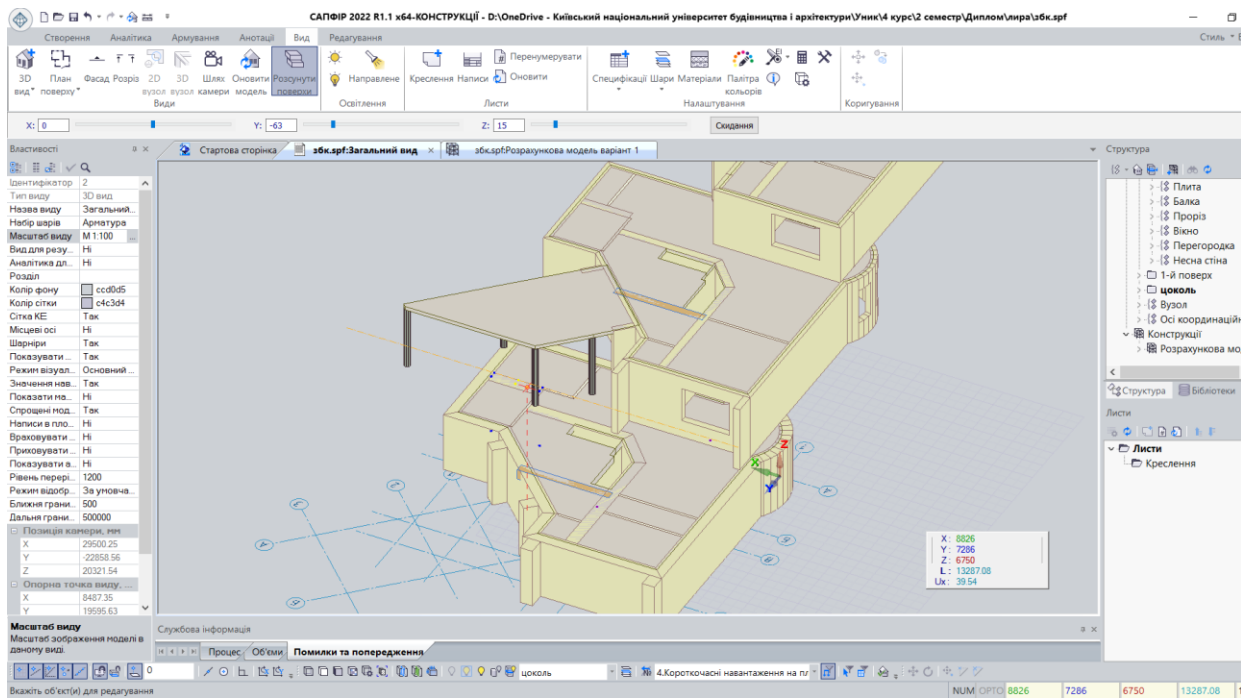 САПФІР 2022 R1.1 x64-КОНСТРУКЦІЇ - D:\OneDrive - Київський національний університет будівництва і архітектури\Уник\4 курс\2 семестр\Диплом\лира\збк.spf
Створення Аналітика Армування Анотації Вид Редагування Стиль
3D вид План поверху Фасад Розріз 2D вузол 3D вузол Шлях камери Оновити модель Розсунути поверхи
Направлене
Креслення Написи Перенумерувати
Оновити
Специфікації Шари Матеріали Палітра кольорів
Види Освітлення Листи Налаштування Коригування
X: 0 Y: -63 Z: 15 Скидання
Властивості
Стартова сторінка збк.spf:Загальний вид збк.spf:Розрахункова модель варіант 1
Структура
Ідентифікатор 2
Тип виду 3D вид
Назва виду Загальний...
Набір шарів Арматура
Масштаб виду М 1:100 ...
Вид для резу... Ні
Аналітика дл... Ні
Розділ
Колір фону ccd0d5
Колір сітки c4c3d4
Сітка КЕ Так
Місцеві осі Ні
Шарніри Так
Показувати ... Так
Режим візуал... Основний ...
Значення нав... Так
Показати ма... Ні
Спрощені мод... Так
Написи в пло... Ні
Враховувати ... Ні
Приховувати ... Ні
Показувати а... Ні
Рівень перері... 1200
Режим відобр... За умовча...
Ближня грани... 500
Дальня грани... 500000
Позиція камери, мм
X 29500.25
Y -22858.56
Z 20321.54
Опорна точка виду, ...
X 8487.35
Y 19595.63
Масштаб виду
Масштаб зображення моделі в даному виді.
Z
X
Y
X: 8826
Y: 7286
Z: 6750
L: 13287.08
Ux: 39.54
Плита
Балка
Проріз
Вікно
Перегородка
Несна стіна
1-й поверх
цоколь
Вузол
Осі координаційн
Конструкції
Розрахункова мо
Структура Бібліотеки
Листи
Листи
Креслення
Службова інформація
Процес Об'єми Помилки та попередження
0 цоколь 4.Короткочасні навантаження на пл
Вкажіть об'єкт(и) для редагування NUM ОРТО 8826 7286 6750 13287.08